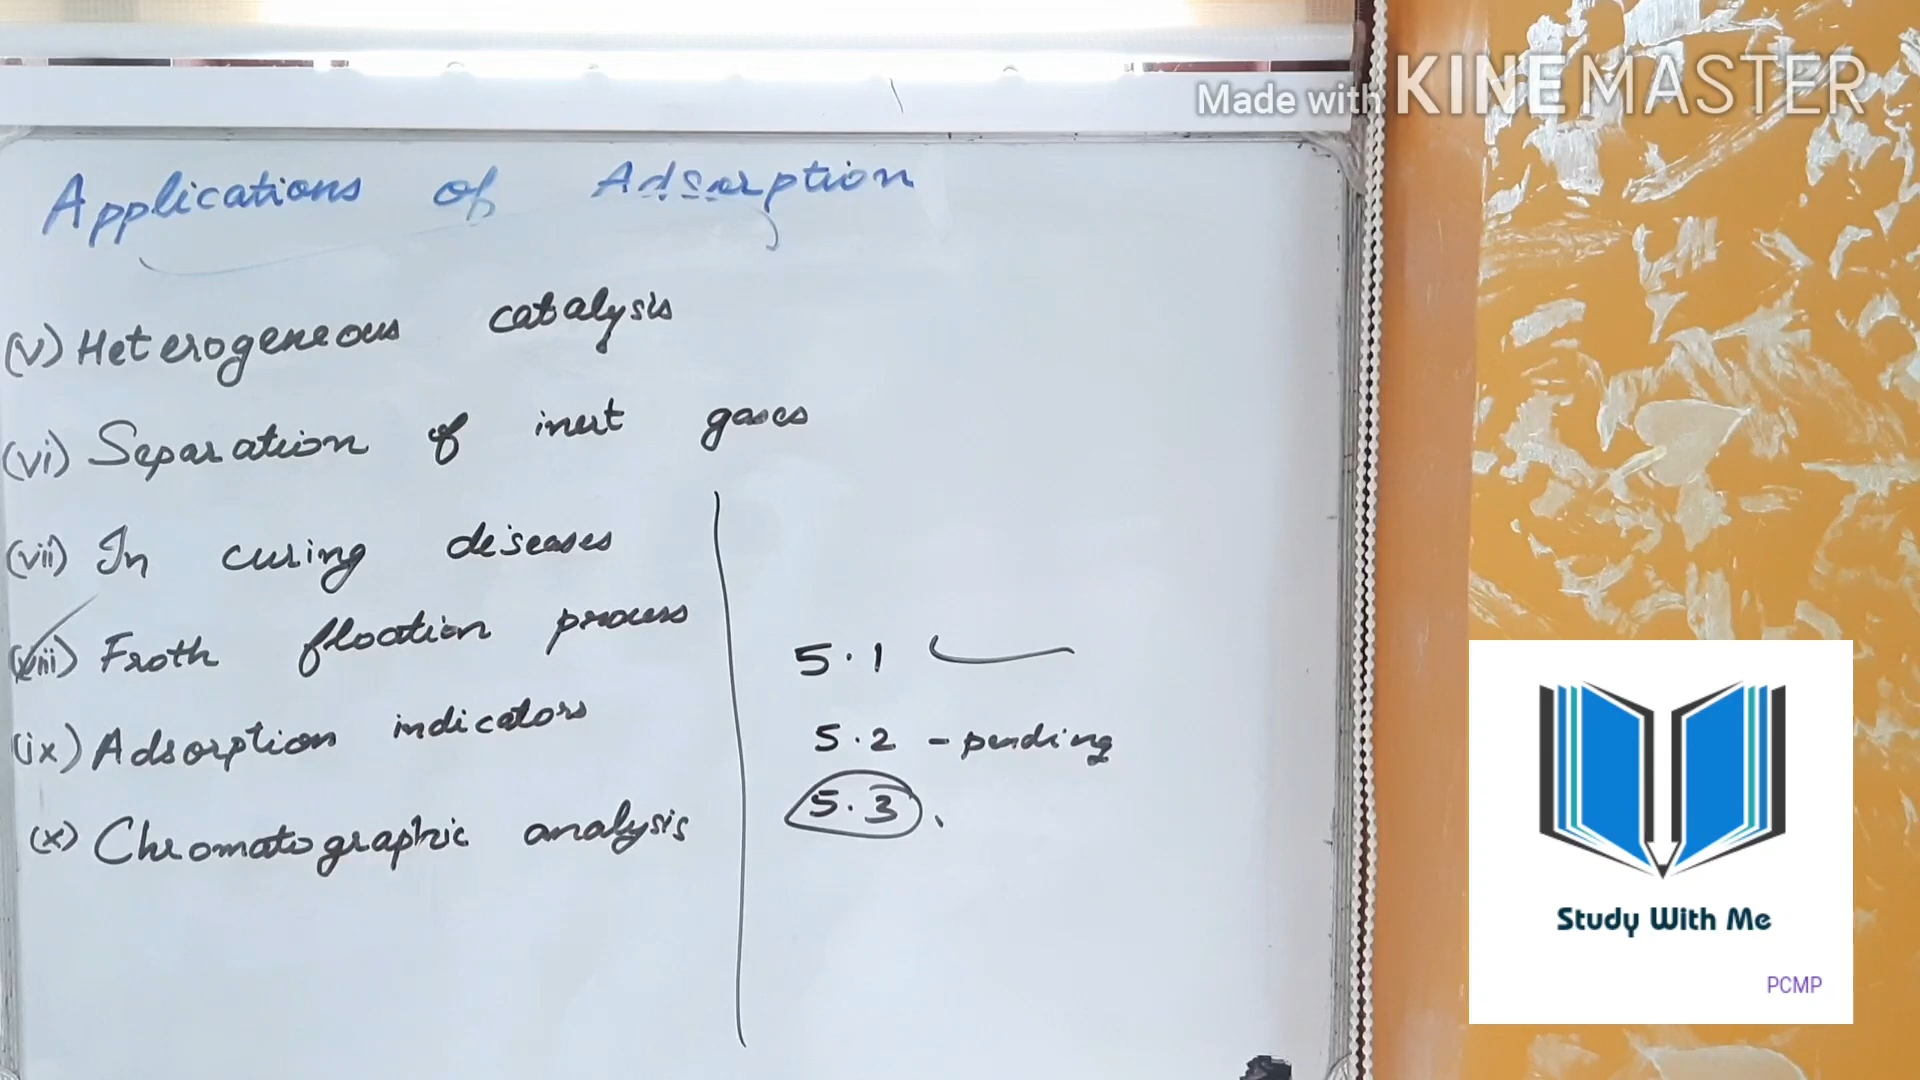 Made with KINEMASTER
Applications of Adsorption
(v) Heterogeneous catalysis
(vi) Separation of inert gases
(vii) In curing diseases
(viii) Froth floation process
(ix) Adsorption indicators
(x) Chromatographic analysis
5.1
5.2 - pending
5.3
Study With Me
PCMP